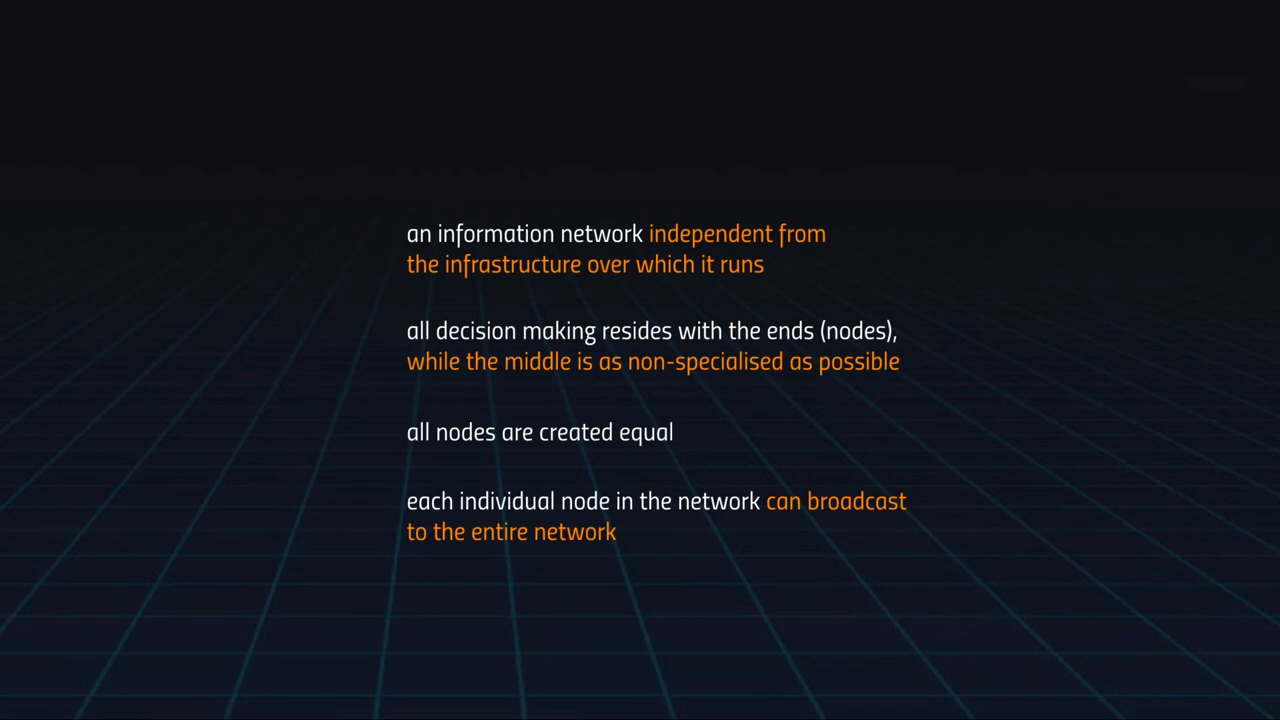 an information network independent from
the infrastructure over which it runs
all decision making resides with the ends (nodes),
while the middle is as non-specialised as possible
all nodes are created equal
each individual node in the network can broadcast
to the entire network